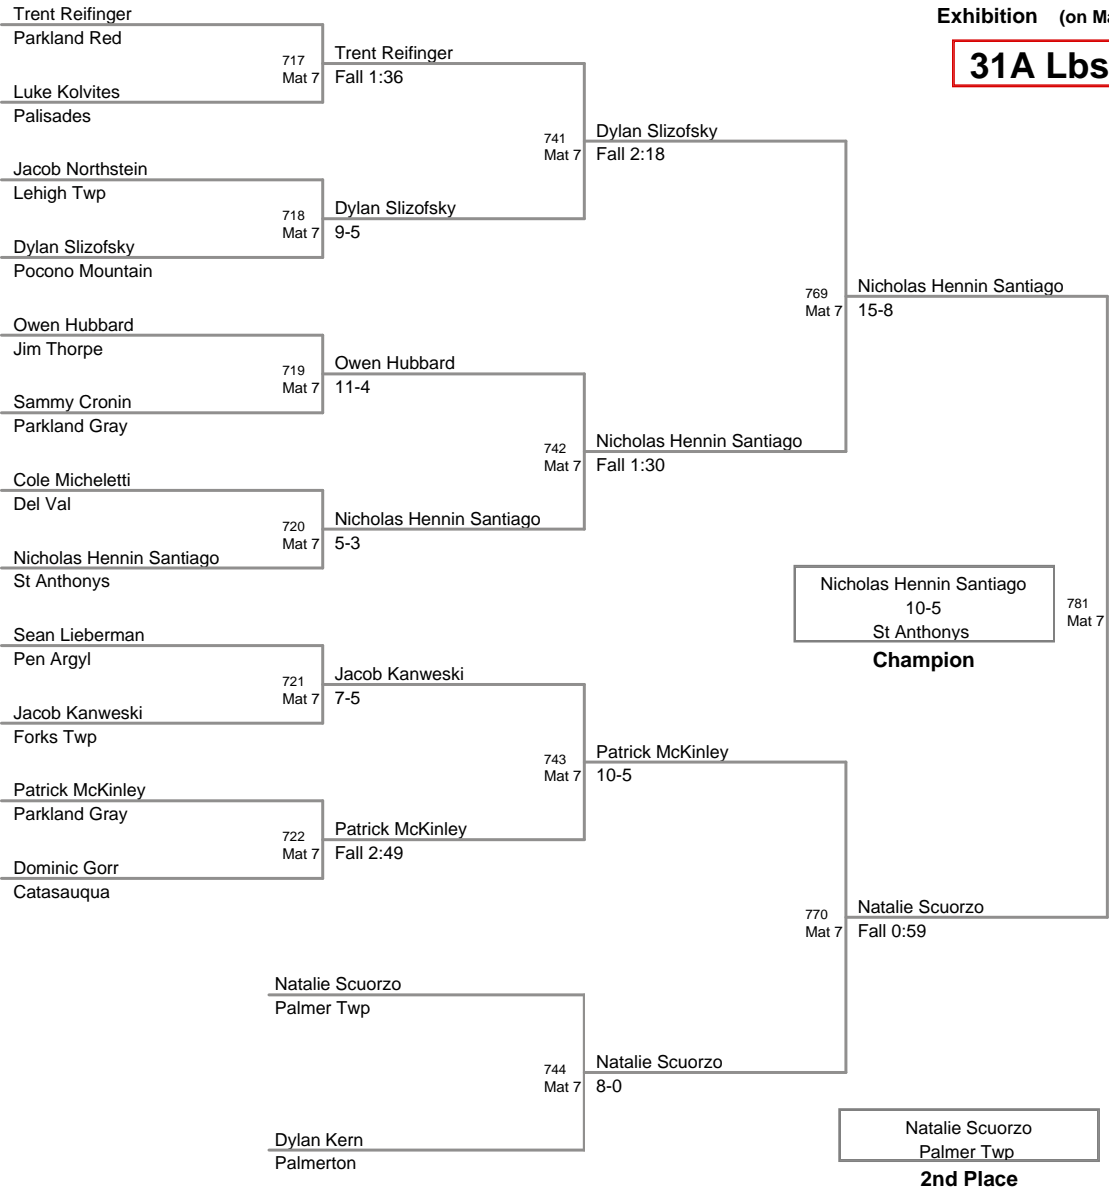 Trent Reifinger
Parkland Red
717
Mat 7
Trent Reifinger
Fall 1:36
Luke Kolvites
Palisades
741
Mat 7
Dylan Slizofsky
Fall 2:18
Jacob Northstein
Lehigh Twp
718
Mat 7
Dylan Slizofsky
9-5
Dylan Slizofsky
Pocono Mountain
769
Mat 7
Nicholas Hennin Santiago
15-8
Owen Hubbard
Jim Thorpe
719
Mat 7
Owen Hubbard
11-4
Sammy Cronin
Parkland Gray
742
Mat 7
Nicholas Hennin Santiago
Fall 1:30
Cole Micheletti
Del Val
720
Mat 7
Nicholas Hennin Santiago
5-3
Nicholas Hennin Santiago
St Anthonys
Nicholas Hennin Santiago
10-5
St Anthonys
Champion
781
Mat 7
Sean Lieberman
Pen Argyl
721
Mat 7
Jacob Kanweski
7-5
Jacob Kanweski
Forks Twp
743
Mat 7
Patrick McKinley
10-5
Patrick McKinley
Parkland Gray
722
Mat 7
Patrick McKinley
Fall 2:49
Dominic Gorr
Catasauqua
770
Mat 7
Natalie Scuorzo
Fall 0:59
Natalie Scuorzo
Palmer Twp
744
Mat 7
Natalie Scuorzo
8-0
Dylan Kern
Palmerton
Natalie Scuorzo
Palmer Twp
2nd Place
Exhibition (on Ma
31A Lbs